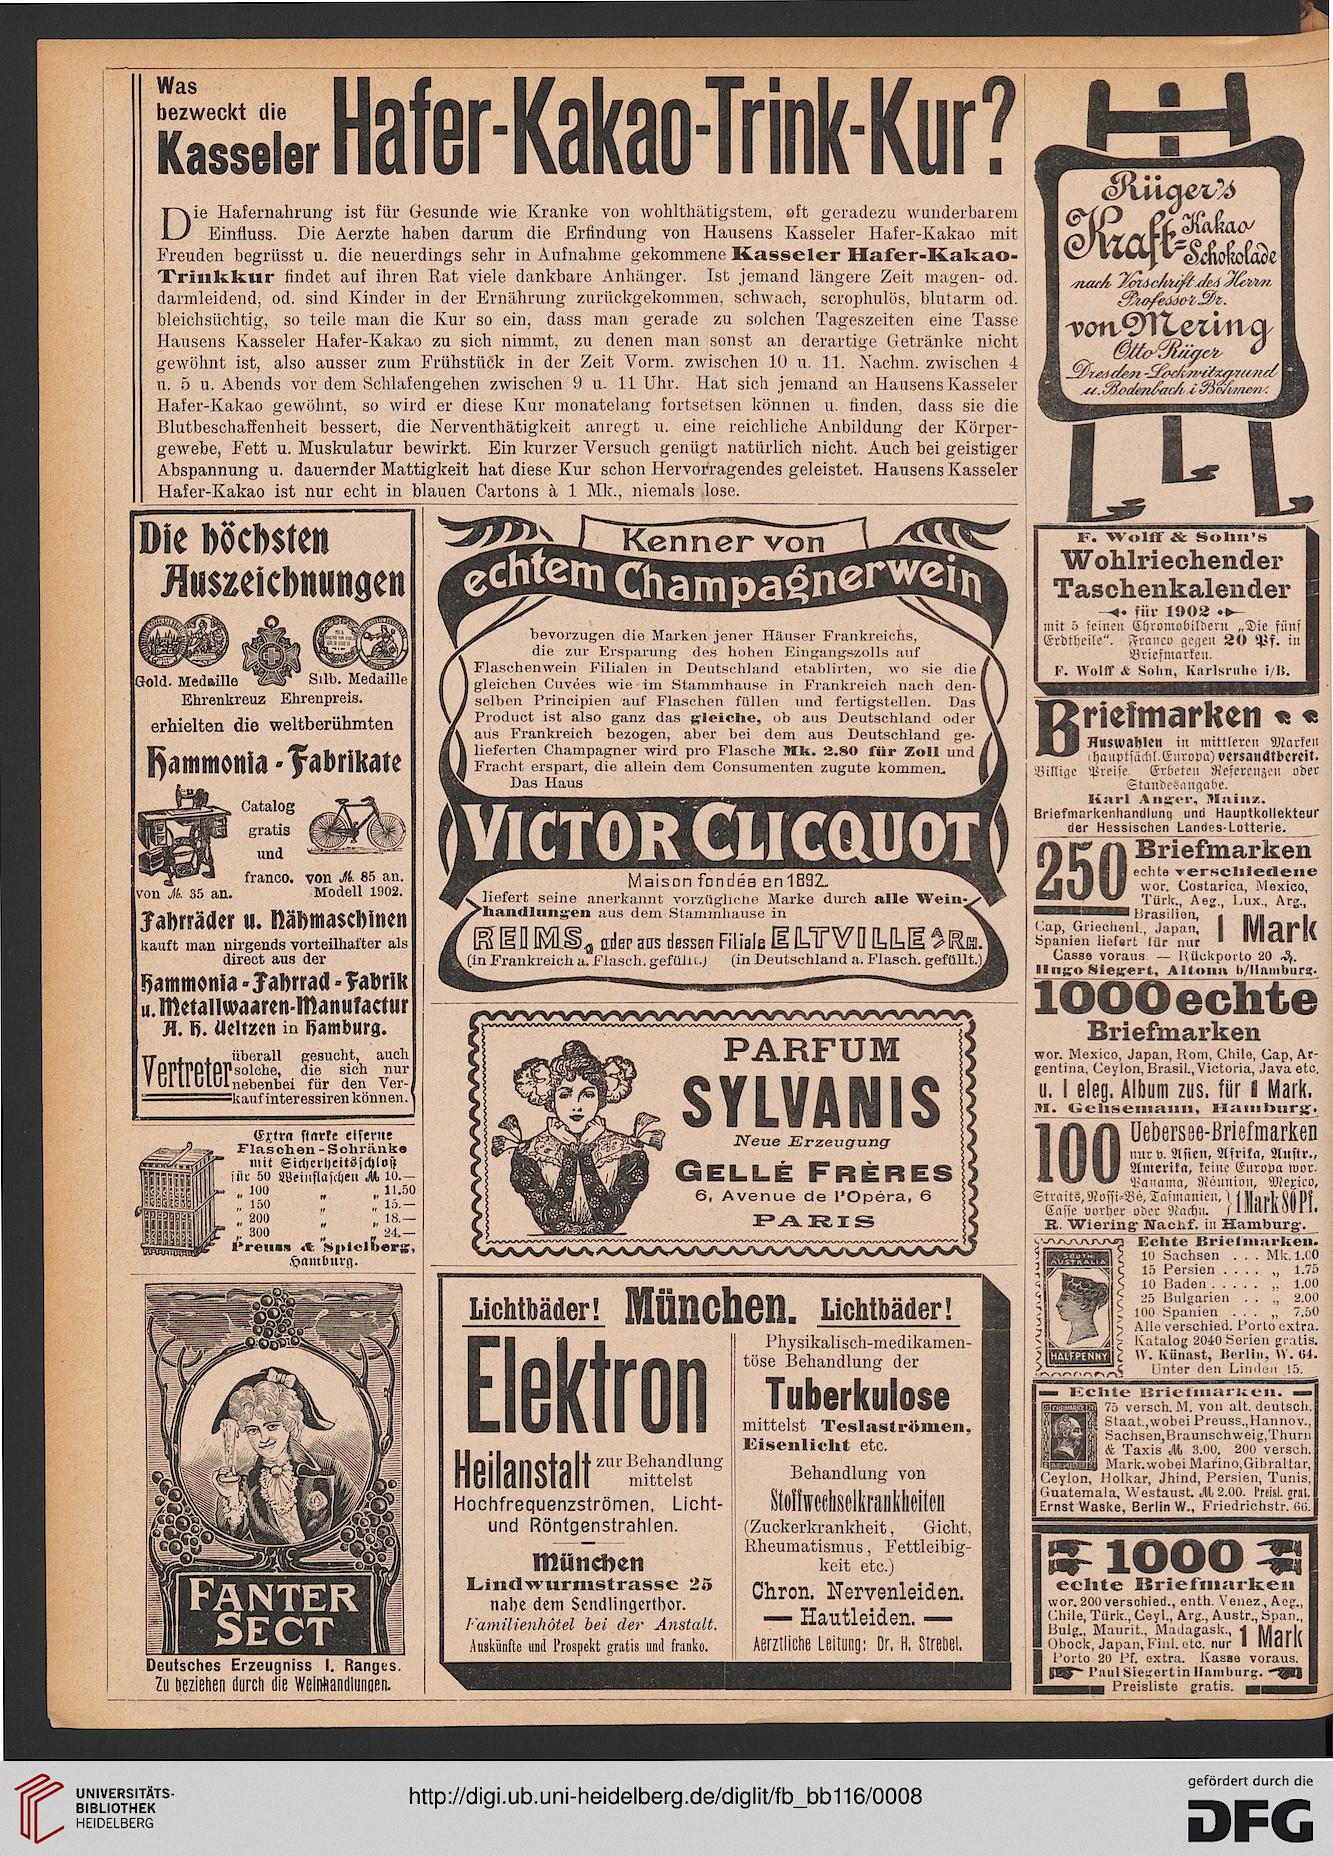 Was
bezweckt die
Kasseler Hafer-Kakao-Trink-Kur?
Die Hafernahrung ist für Gesunde wie Kranke von wohlthätigstem, oft geradezu wunderbarem
Einfluss. Die Aerzte haben darum die Erfindung von Hausens Kasseler Hafer-Kakao mit
Freuden begrüsst u. die neuerdings sehr in Aufnahme gekommene Kasseler Hafer-Kakao-
Trinkkur findet auf ihren Rat viele dankbare Anhänger. Ist jemand längere Zeit magen- od.
darmleidend, od. sind Kinder in der Ernährung zurückgekommen, schwach, scrophulös, blutarm od.
bleichsüchtig, so teile man die Kur so ein, dass man gerade zu solchen Tageszeiten eine Tasse
Hausens Kasseler Hafer-Kakao zu sich nimmt, zu denen man sonst an derartige Getränke nicht
gewöhnt ist, also ausser zum Frühstück in der Zeit Vorm. zwischen 10 u. 11. Nachm. zwischen 4
u. 5 u. Abends vor dem Schlafengehen zwischen 9 u. 11 Uhr. Hat sich jemand an Hausens Kasseler
Hafer-Kakao gewöhnt, so wird er diese Kur monatelang fortsetsen können u. finden, dass sie die
Blutbeschaffenheit bessert, die Nerventhätigkeit anregt u. eine reichliche Anbildung der Körper-
gewebe, Fett u. Muskulatur bewirkt. Ein kurzer Versuch genügt natürlich nicht. Auch bei geistiger
Abspannung u. dauernder Mattigkeit hat diese Kur schon Hervorragendes geleistet. Hausens Kasseler
Hafer-Kakao ist nur echt in blauen Cartons à 1 Mk., niemals lose.
Die höchsten
Auszeichnungen
Gold. Medaille Silb. Medaille
Ehrenkreuz Ehrenpreis.
erhielten die weltberühmten
Hammonia-Fabrikate
Catalog
gratis
und
franco.
von M. 35 an.
von M. 85 an.
Modell 1902.
Fahrräder u. Nähmaschinen
kauft man nirgends vorteilhafter als
direct aus der
Hammonia-Fahrrad-Fabrik
u. Metallwaaren-Manufactur
A. H. Ueltzen in Hamburg.
Vertreter überall gesucht, auch
solche, die sich nur
nebenbei für den Ver-
kauf interessiren können.
Extra starke eiserne
Flaschen-Schränke
mit Sicherheitsschloß
für 50 Weinflaschen M 10.—
„ 100 „ „ 11.50
„ 150 „ „ 15.—
„ 200 „ „ 18.—
„ 300 „ „ 24.—
Preuss & Spielberg,
Hamburg.
FANTER
SECT
Deutsches Erzeugniss I. Ranges.
Zu beziehen durch die Weinhandlungen.
Kenner von
echtem Champagnerwein
bevorzugen die Marken jener Häuser Frankreichs,
die zur Ersparung des hohen Eingangszolls auf
Flaschenwein Filialen in Deutschland etablirten, wo sie die
gleichen Cuvées wie im Stammhause in Frankreich nach den-
selben Principien auf Flaschen füllen und fertigstellen. Das
Product ist also ganz das gleiche, ob aus Deutschland oder
aus Frankreich bezogen, aber bei dem aus Deutschland ge-
lieferten Champagner wird pro Flasche Mk. 2.80 für Zoll und
Fracht erspart, die allein dem Consumenten zugute kommen.
Das Haus
VICTOR CLICQUOT
Maison fondée en 1892
liefert seine anerkannt vorzügliche Marke durch alle Wein-
handlungen aus dem Stammhause in
REIMS, oder aus dessen Filiale ELTVILLE a/Rh.
(in Frankreich a. Flasch. gefüllt.) (in Deutschland a. Flasch. gefüllt.)
PARFUM
SYLVANIS
Neue Erzeugung
GELLÉ FRÈRES
6, Avenue de l'Opéra, 6
PARIS
Lichtbäder! München. Lichtbäder!
Elektron
Heilanstalt zur Behandlung
mittelst
Hochfrequenzströmen, Licht-
und Röntgenstrahlen.
München
Lindwurmstrasse 25
nahe dem Sendlingerthor.
Familienhôtel bei der Anstalt.
Auskünfte und Prospekt gratis und franko.
Physikalisch-medikamen-
töse Behandlung der
Tuberkulose
mittelst Teslaströmen,
Eisenlicht etc.
Behandlung von
Stoffwechselkrankheiten
(Zuckerkrankheit, Gicht,
Rheumatismus, Fettleibig-
keit etc.)
Chron. Nervenleiden.
— Hautleiden. —
Aerztliche Leitung: Dr. H. Strebel.
Rüger's
Kraft-Kakao
-Schokolade
nach Vorschrift des Herrn
Professor Dr.
von Mering
Otto Rüger
Dresden-Lockwitzgrund
u. Bodenbach i Böhmen.
F. Wolff & Sohn's
Wohlriechender
Taschenkalender
für 1902
mit 5 feinen Chromobildern „Die fünf
Erdtheile“. Franco gegen 20 Pf. in
Briefmarken.
F. Wolff & Sohn, Karlsruhe i/B.
Briefmarken
Auswahlen in mittleren Marken
(hauptsächl. Europa) versandtbereit.
Billige Preise. Erbeten Referenzen oder
Standesangabe.
Karl Anger, Mainz.
Briefmarkenhandlung und Hauptkollekteur
der Hessischen Landes-Lotterie.
250 Briefmarken
echte verschiedene
wor. Costarica, Mexico,
Türk., Aeg., Lux., Arg.,
Brasilien,
Cap, Griechenl., Japan,
Spanien liefert für nur 1 Mark
Casse voraus. — Rückporto 20 Pf.
Hugo Siegert, Altona b/Hamburg.
1000 echte
Briefmarken
wor. Mexico, Japan, Rom, Chile, Cap, Ar-
gentina, Ceylon, Brasil., Victoria, Java etc.
u. 1 eleg. Album zus. für 1 Mark.
M. Gehsemann, Hamburg.
100 Uebersee-Briefmarken
nur v. Asien, Afrika, Austr.,
Amerika, keine Europa wor.
Panama, Réunion, Mexico,
Straits, Nossi-Bé, Tasmanien,
Casse vorher oder Nachn. 1 Mark 80 Pf.
R. Wiering Nachf. in Hamburg.
SOUTH
AUSTRALIA
HALFPENNY
Echte Briefmarken.
10 Sachsen . . . Mk. 1.00
15 Persien . . . . „ 1.75
10 Baden . . . . . „ 1.00
25 Bulgarien . . „ 2.00
100 Spanien . . . „ 7.50
Alle verschied. Porto extra.
Katalog 2040 Serien gratis.
W. Künast, Berlin, W. 64.
Unter den Linden 15.
Echte Briefmarken.
75 versch. M. von alt. deutsch.
Staat., wobei Preuss., Hannov.,
Sachsen, Braunschweig, Thurn
& Taxis M 3.00. 200 versch.
Mark. wobei Marino, Gibraltar,
Ceylon, Holkar, Jhind, Persien, Tunis,
Guatemala, Westaust. M 2.00. Preisl. grat.
Ernst Waske, Berlin W., Friedrichstr. 66.
1000
echte Briefmarken
wor. 200 verschied., enth. Venez., Aeg.,
Chile, Türk., Ceyl., Arg., Austr., Span.,
Bulg., Maurit., Madagask.,
Obock, Japan, Finl. etc. nur 1 Mark
Porto 20 Pf. extra. Kasse voraus.
Paul Siegert in Hamburg.
Preisliste gratis.
UNIVERSITÄTS-
BIBLIOTHEK
HEIDELBERG
http://digi.ub.uni-heidelberg.de/diglit/fb_bb116/0008
gefördert durch die
DFG